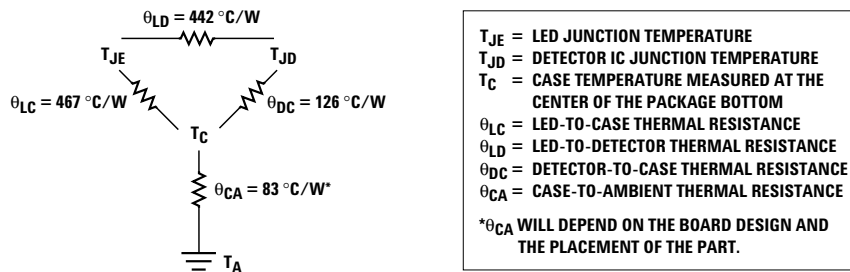 θLD = 442 °C/W
TJE
TJD
θLC = 467 °C/W
θDC = 126 °C/W
TC
θCA = 83 °C/W*
TA
TJE = LED JUNCTION TEMPERATURE
TJD = DETECTOR IC JUNCTION TEMPERATURE
TC = CASE TEMPERATURE MEASURED AT THE
CENTER OF THE PACKAGE BOTTOM
θLC = LED-TO-CASE THERMAL RESISTANCE
θLD = LED-TO-DETECTOR THERMAL RESISTANCE
θDC = DETECTOR-TO-CASE THERMAL RESISTANCE
θCA = CASE-TO-AMBIENT THERMAL RESISTANCE
*θCA WILL DEPEND ON THE BOARD DESIGN AND
THE PLACEMENT OF THE PART.